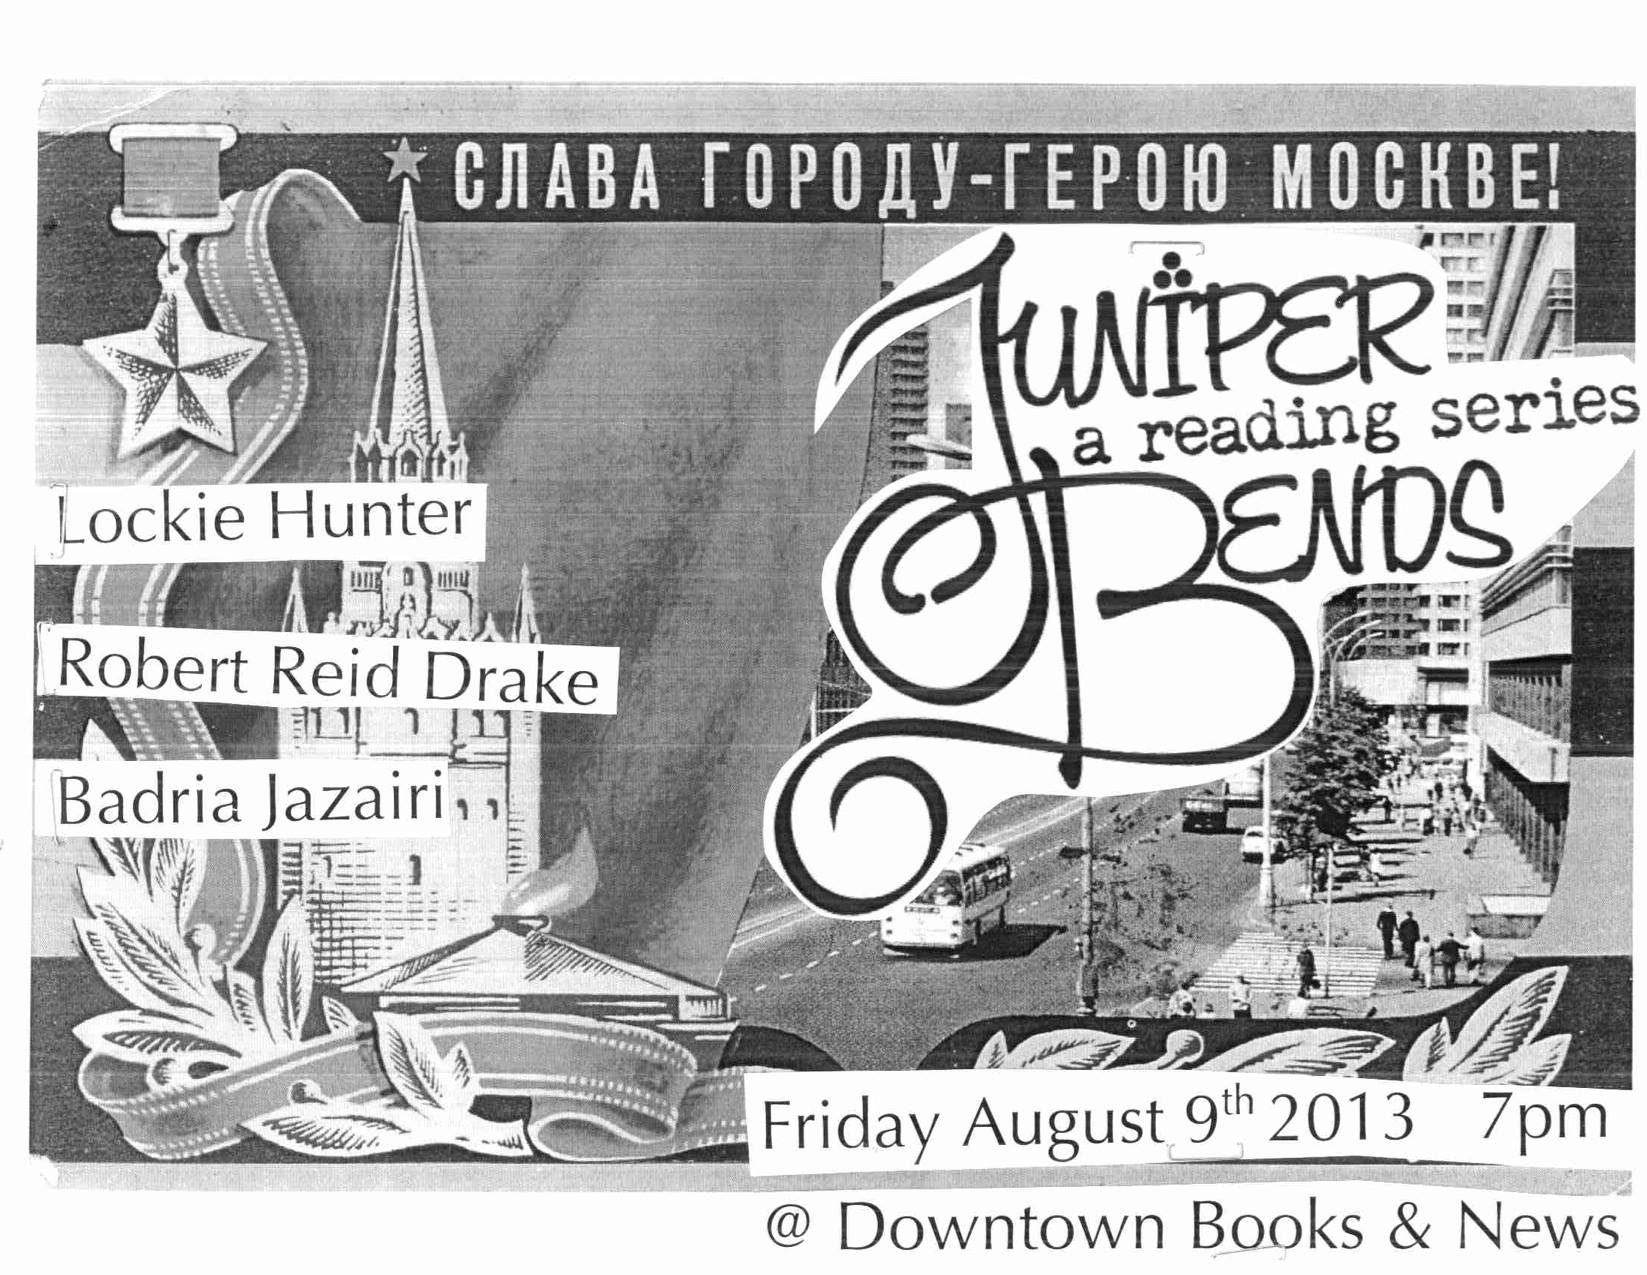 СЛАВА ГОРОДУ-ГЕРОЮ МОСКВЕ!
JUNIPER
a reading series
BENDS
Lockie Hunter
Robert Reid Drake
Badria Jazairi
Friday August 9th 2013 7pm
@ Downtown Books & News